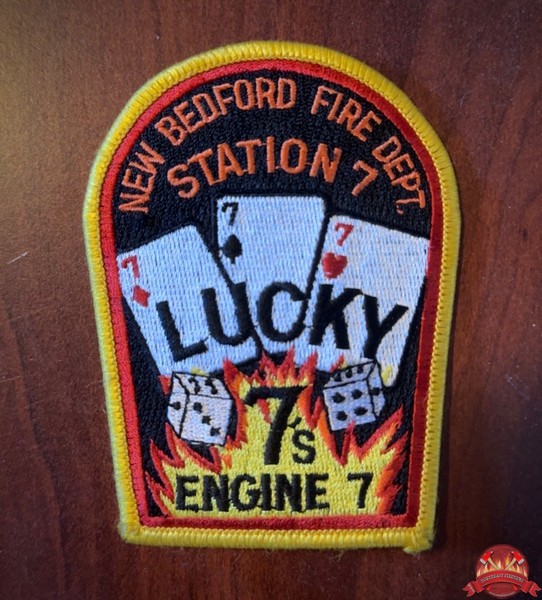 NEW BEDFORD FIRE DEPT.
STATION 7
7
7
7
LUCKY
7's
ENGINE 7